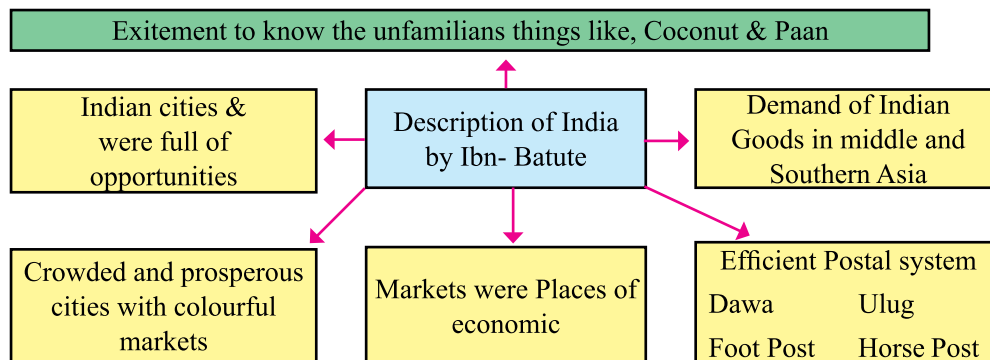 Exitement to know the unfamilians things like, Coconut & Paan
Indian cities &
were full of
opportunities
Description of India
by Ibn- Batute
Demand of Indian
Goods in middle and
Southern Asia
Crowded and prosperous
cities with colourful
markets
Markets were Places of
economic
Efficient Postal system
Dawa Ulug
Foot Post Horse Post